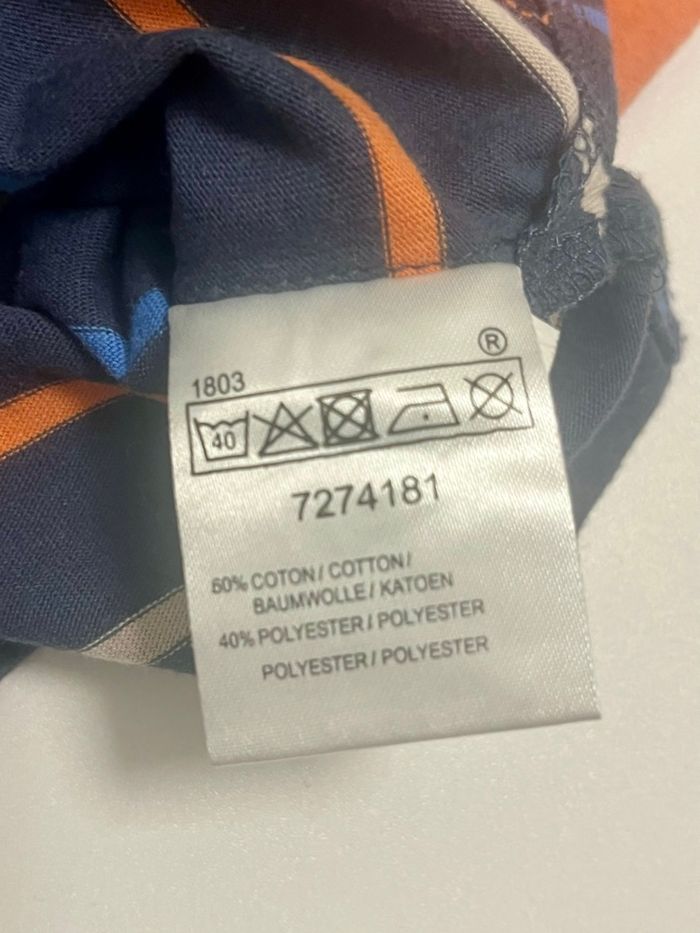 ®
1803
40
7274181
60% COTON / COTTON /
BAUMWOLLE / KATOEN
40% POLYESTER / POLYESTER
POLYESTER / POLYESTER